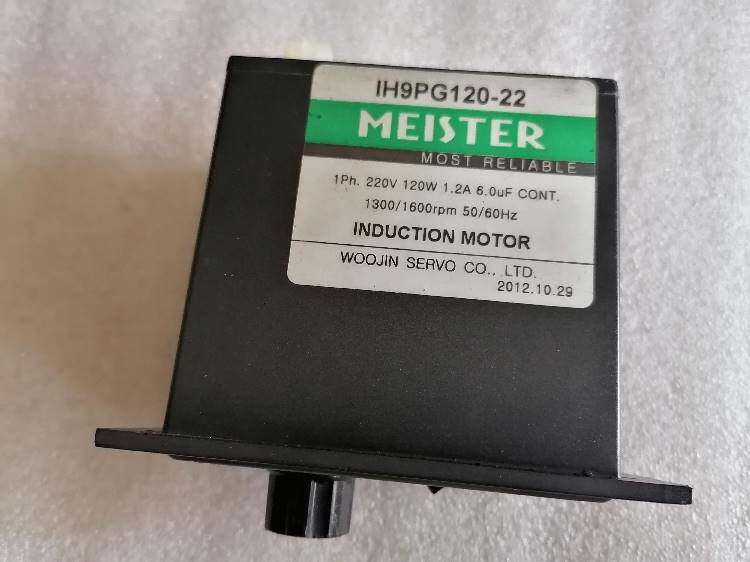 IH9PG120-22
MEISTER
MOST RELIABLE
1Ph. 220V 120W 1.2A 6.0uF CONT.
1300/1600rpm 50/60Hz
INDUCTION MOTOR
WOOJIN SERVO CO., LTD.
2012.10.29